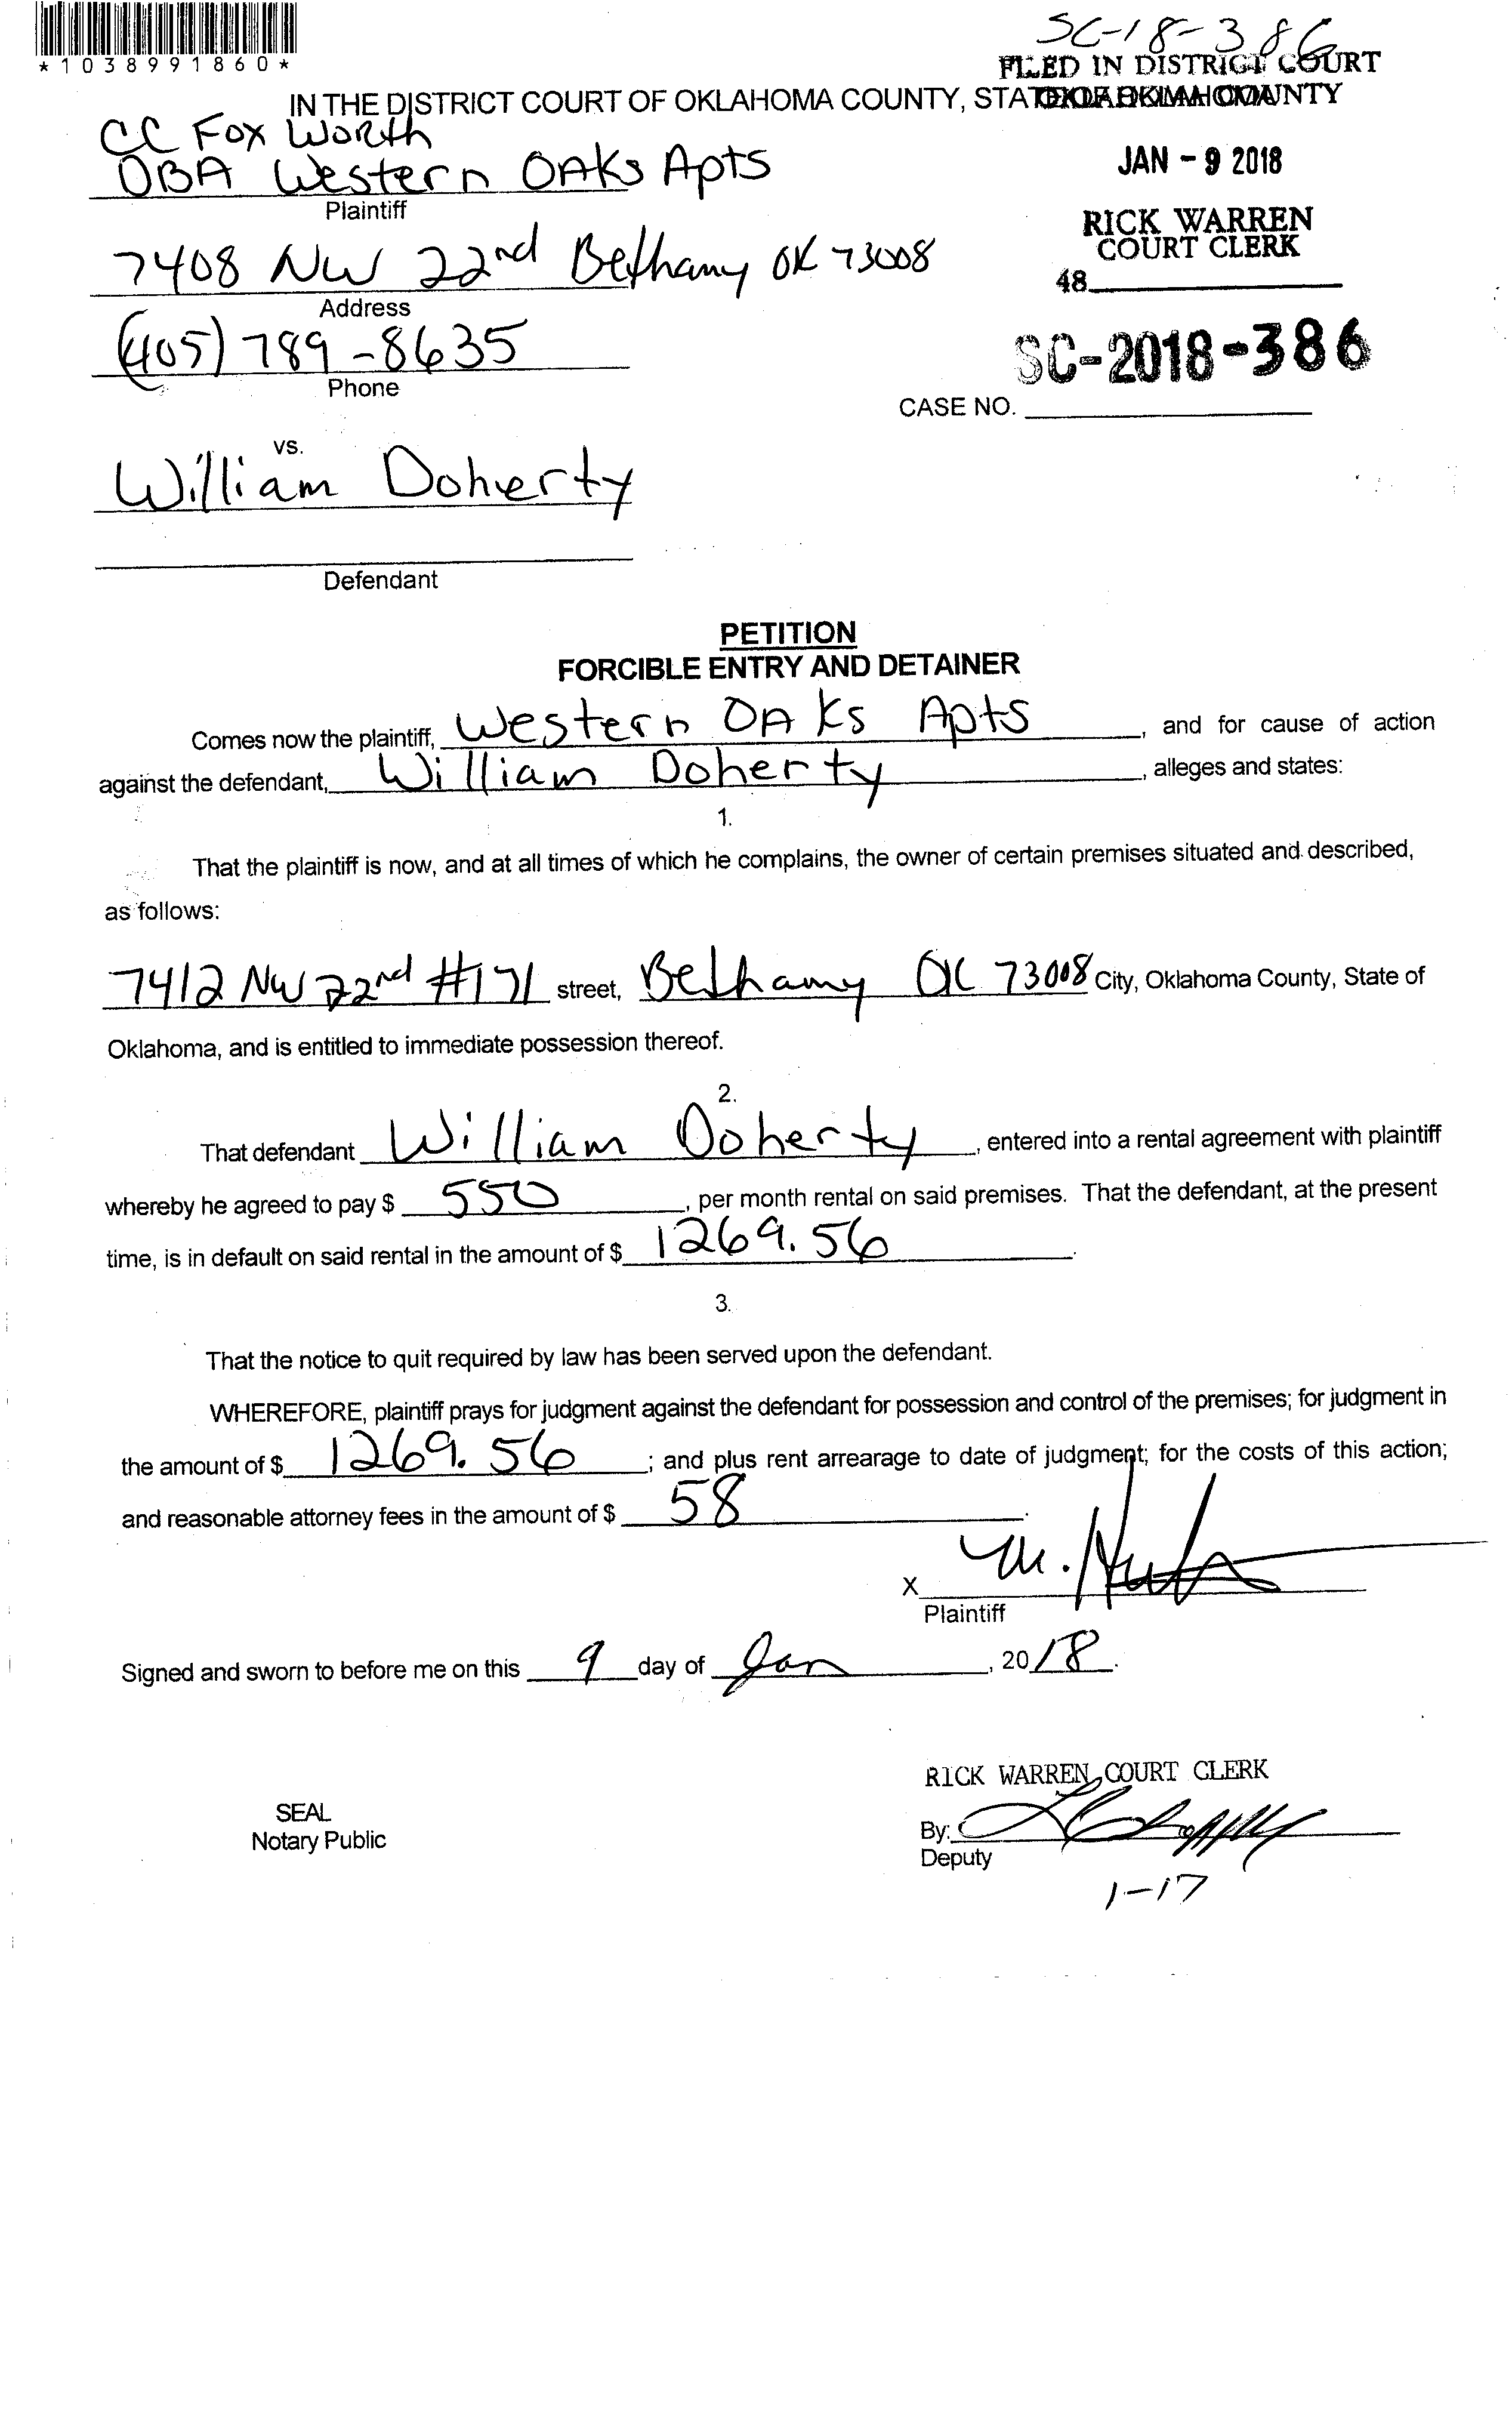 *1038991860*
SC-18-386
FILED IN DISTRICT COURT
IN THE DISTRICT COURT OF OKLAHOMA COUNTY, STATE OF OKLAHOMA
OKLAHOMA COUNTY
CC Fox Worth
DBA Western OAKs Apts
JAN - 9 2018
Plaintiff
RICK WARREN
COURT CLERK
7408 NW 22nd Bethany OK 73008
48
Address
(405) 789-8635
SC-2018-386
Phone
CASE NO.
vs.
William Doherty
Defendant
PETITION
FORCIBLE ENTRY AND DETAINER
Comes now the plaintiff, Western OAKs Apts, and for cause of action
against the defendant, William Doherty, alleges and states:
1.
That the plaintiff is now, and at all times of which he complains, the owner of certain premises situated and described,
as follows:
7412 NW 22nd #171 street, Bethany OK 73008 City, Oklahoma County, State of
Oklahoma, and is entitled to immediate possession thereof.
2.
That defendant William Doherty, entered into a rental agreement with plaintiff
whereby he agreed to pay $ 550, per month rental on said premises. That the defendant, at the present
time, is in default on said rental in the amount of $ 1269.56.
3.
That the notice to quit required by law has been served upon the defendant.
WHEREFORE, plaintiff prays for judgment against the defendant for possession and control of the premises; for judgment in
the amount of $ 1269.56; and plus rent arrearage to date of judgment; for the costs of this action;
and reasonable attorney fees in the amount of $ 58.
X
Plaintiff
Signed and sworn to before me on this 9 day of Jan, 2018.
RICK WARREN, COURT CLERK
SEAL
Notary Public
By:
Deputy
1-17